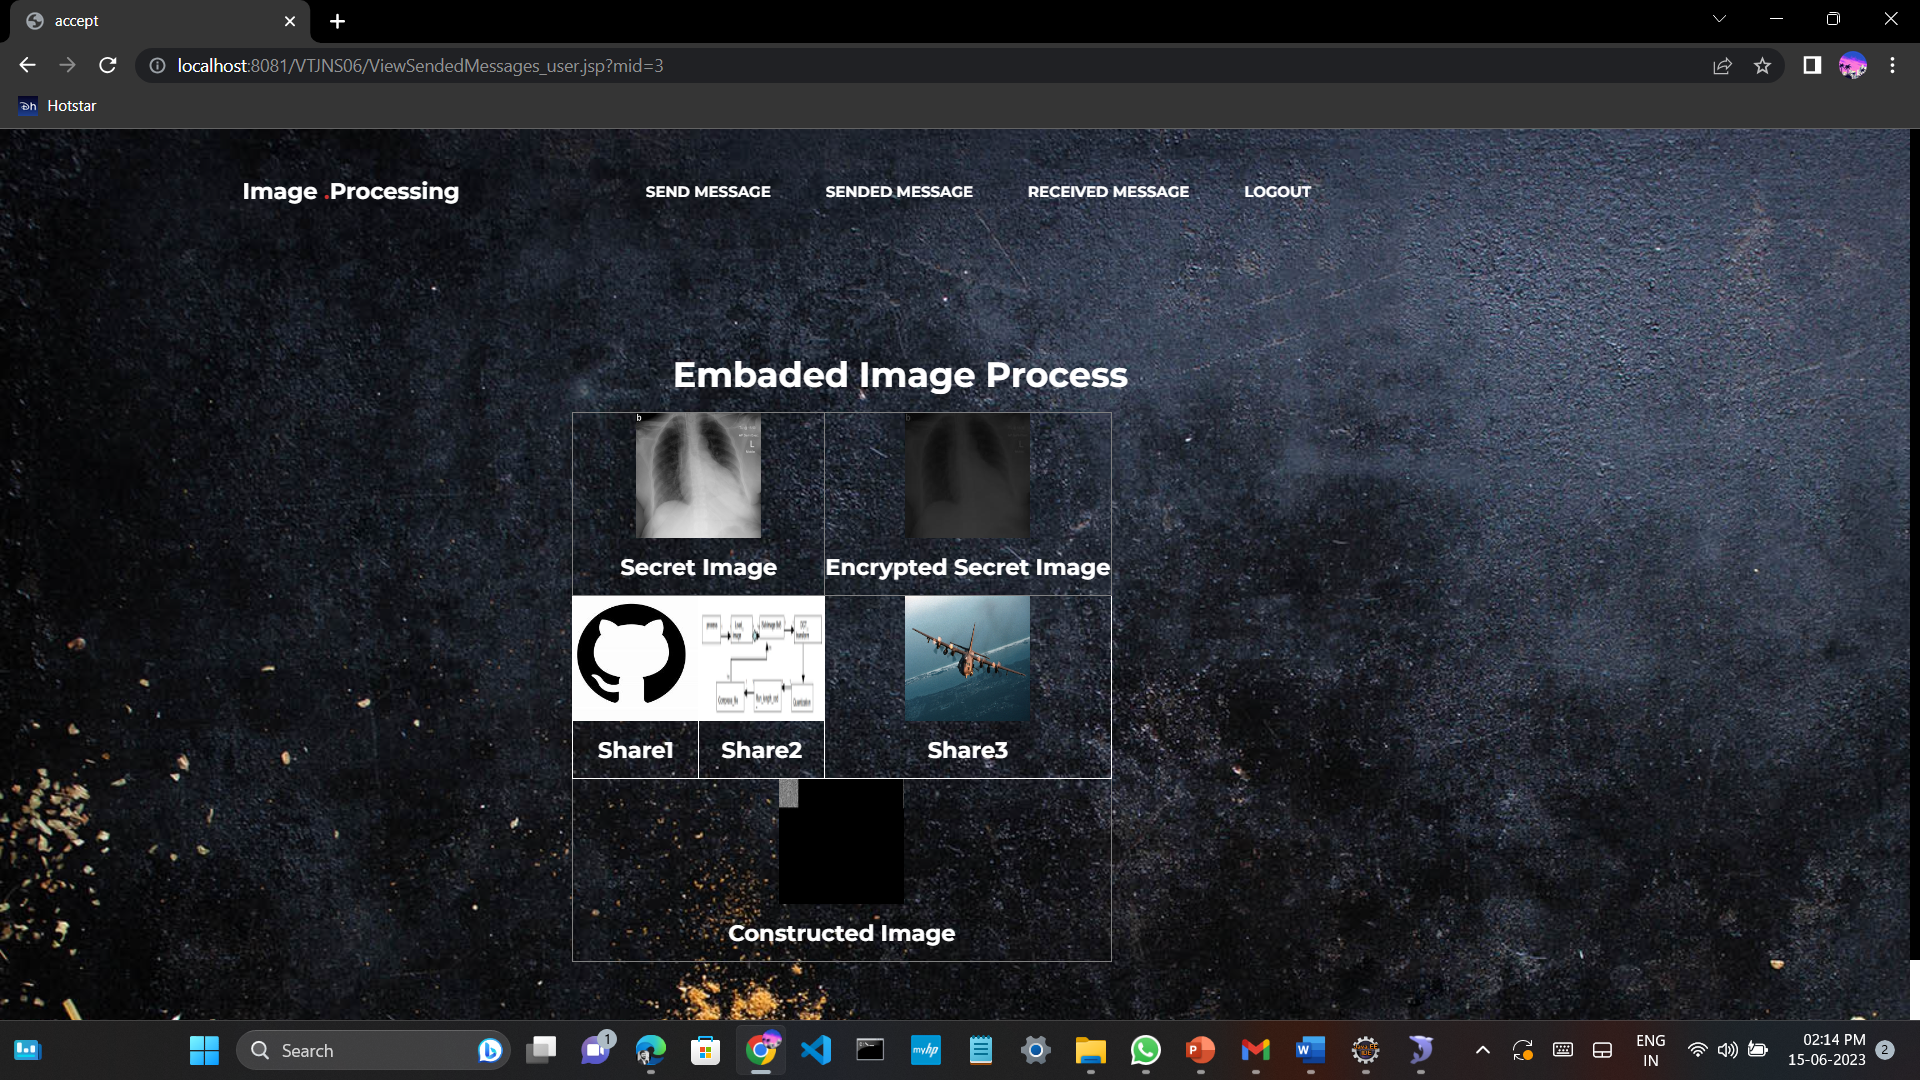 accept
localhost:8081/VTJNS06/ViewSendedMessages_user.jsp?mid=3
Hotstar
Image .Processing
SEND MESSAGE
SENDED MESSAGE
RECEIVED MESSAGE
LOGOUT
Embaded Image Process
b
L
Secret Image
Encrypted Secret Image
Share1
Share2
Share3
Constructed Image
1
Search
myhp
ENG
IN
02:14 PM
15-06-2023
2